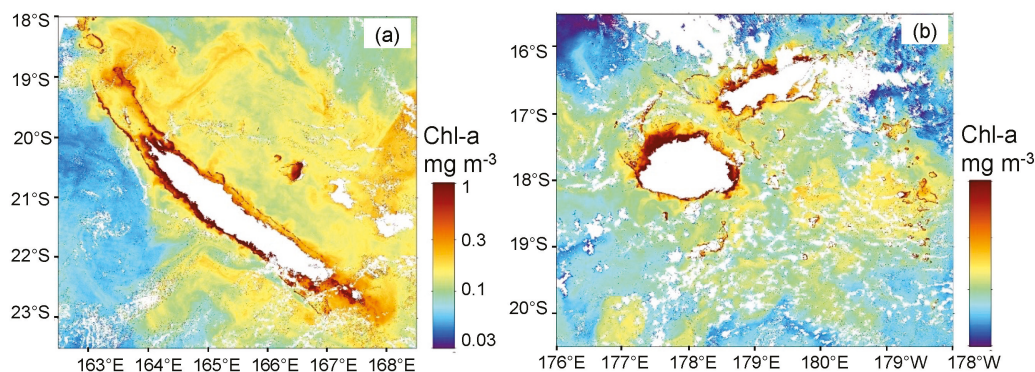 (a)
18°S
19°S
20°S
21°S
22°S
23°S
163°E 164°E 165°E 166°E 167°E 168°E
Chl-a
mg m-3
1
0.3
0.1
0.03
(b)
16°S
17°S
18°S
19°S
20°S
176°E 177°E 178°E 179°E 180°E 179°W 178°W
Chl-a
mg m-3